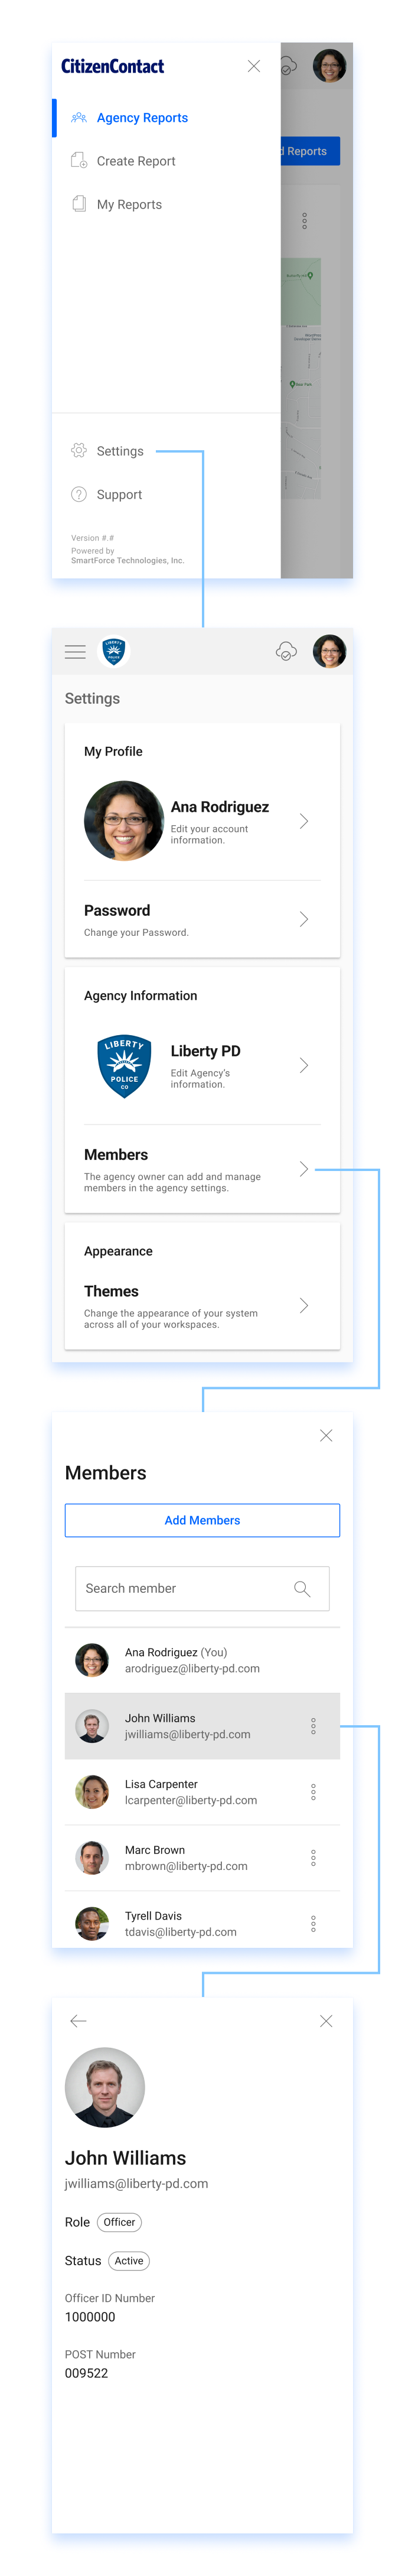 CitizenContact
Agency Reports
d Reports
Create Report
My Reports
Settings
Support
Version #.#
Powered by
SmartForce Technologies, Inc.
LIBERTY
POLICE
Settings
My Profile
Ana Rodriguez
Edit your account
information.
Password
Change your Password.
Agency Information
LIBERTY
POLICE
CO
Liberty PD
Edit Agency's
information.
Members
The agency owner can add and manage
members in the agency settings.
Appearance
Themes
Change the appearance of your system
across all of your workspaces.
Members
Add Members
Search member
Ana Rodriguez (You)
arodriguez@liberty-pd.com
John Williams
jwilliams@liberty-pd.com
Lisa Carpenter
lcarpenter@liberty-pd.com
Marc Brown
mbrown@liberty-pd.com
Tyrell Davis
tdavis@liberty-pd.com
John Williams
jwilliams@liberty-pd.com
Role Officer
Status Active
Officer ID Number
1000000
POST Number
009522